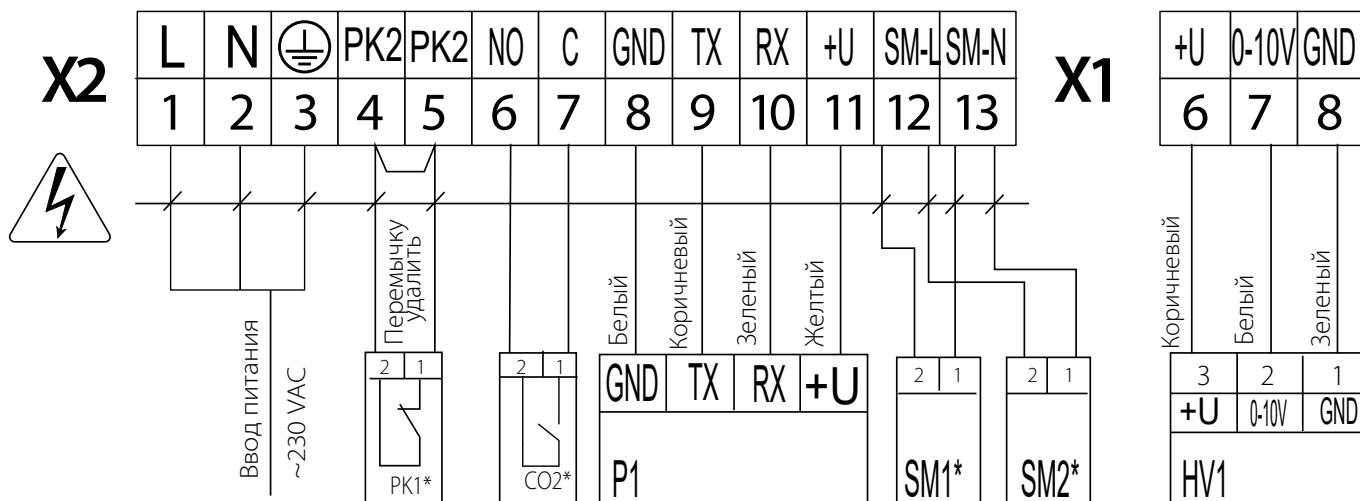 X2
L N PK2 PK2 NO C GND TX RX +U SM-L SM-N
1 2 3 4 5 6 7 8 9 10 11 12 13
X1
+U 0-10V GND
6 7 8
Ввод питания
~230 VAC
Перемычку
удалить
Белый
Коричневый
Зеленый
Желтый
Коричневый
Белый
Зеленый
2 1
PK1*
2 1
CO2*
GND TX RX +U
P1
2 1
SM1*
2 1
SM2*
3 2 1
+U 0-10V GND
HV1